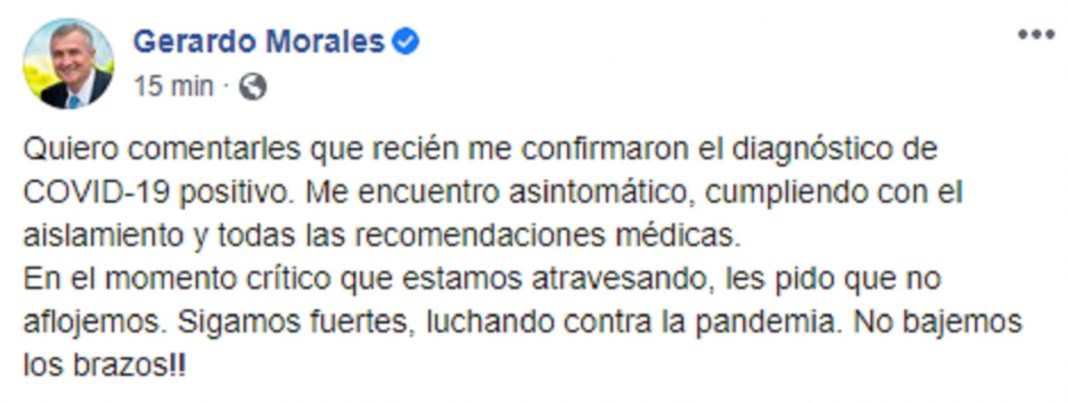 Gerardo Morales
15 min ·
Quiero comentarles que recién me confirmaron el diagnóstico de
COVID-19 positivo. Me encuentro asintomático, cumpliendo con el
aislamiento y todas las recomendaciones médicas.
En el momento crítico que estamos atravesando, les pido que no
aflojemos. Sigamos fuertes, luchando contra la pandemia. No bajemos
los brazos!!